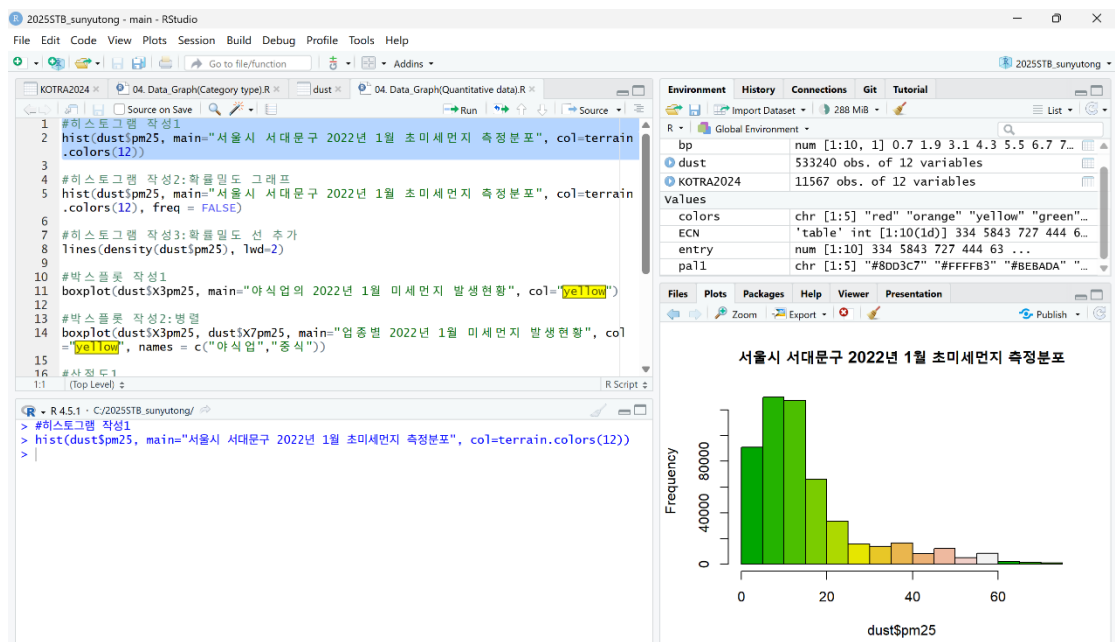 2025STB_sunyutong - main - RStudio
File Edit Code View Plots Session Build Debug Profile Tools Help
Go to file/function Addins 2025STB_sunyutong
KOTRA2024 04. Data_Graph(Category type).R dust 04. Data_Graph(Quantitative data).R
Source on Save Run Source
1 #히스토그램 작성1
2 hist(dust$pm25, main="서울시 서대문구 2022년 1월 초미세먼지 측정분포", col=terrain
.colors(12))
3
4 #히스토그램 작성2:확률밀도 그래프
5 hist(dust$pm25, main="서울시 서대문구 2022년 1월 초미세먼지 측정분포", col=terrain
.colors(12), freq = FALSE)
6
7 #히스토그램 작성3:확률밀도 선 추가
8 lines(density(dust$pm25), lwd=2)
9
10 #박스플롯 작성1
11 boxplot(dust$X3pm25, main="야식업의 2022년 1월 미세먼지 발생현황", col="yellow")
12
13 #박스플롯 작성2:병렬
14 boxplot(dust$X3pm25, dust$X7pm25, main="업종별 2022년 1월 미세먼지 발생현황", col
="yellow", names = c("야식업","중식"))
15
16 #산점도1
1:1 (Top Level) R Script
R 4.5.1 · C:/2025STB_sunyutong/
> #히스토그램 작성1
> hist(dust$pm25, main="서울시 서대문구 2022년 1월 초미세먼지 측정분포", col=terrain.colors(12))
>
Environment History Connections Git Tutorial
Import Dataset 288 MiB List
R Global Environment
bp num [1:10, 1] 0.7 1.9 3.1 4.3 5.5 6.7 7...
dust 533240 obs. of 12 variables
KOTRA2024 11567 obs. of 12 variables
Values
colors chr [1:5] "red" "orange" "yellow" "green"…
ECN 'table' int [1:10(1d)] 334 5843 727 444 6…
entry num [1:10] 334 5843 727 444 63 ...
pal1 chr [1:5] "#8DD3C7" "#FFFFB3" "#BEBADA" "…
Files Plots Packages Help Viewer Presentation
Zoom Export Publish
서울시 서대문구 2022년 1월 초미세먼지 측정분포
Frequency
80000
40000
0
0 20 40 60
dust$pm25